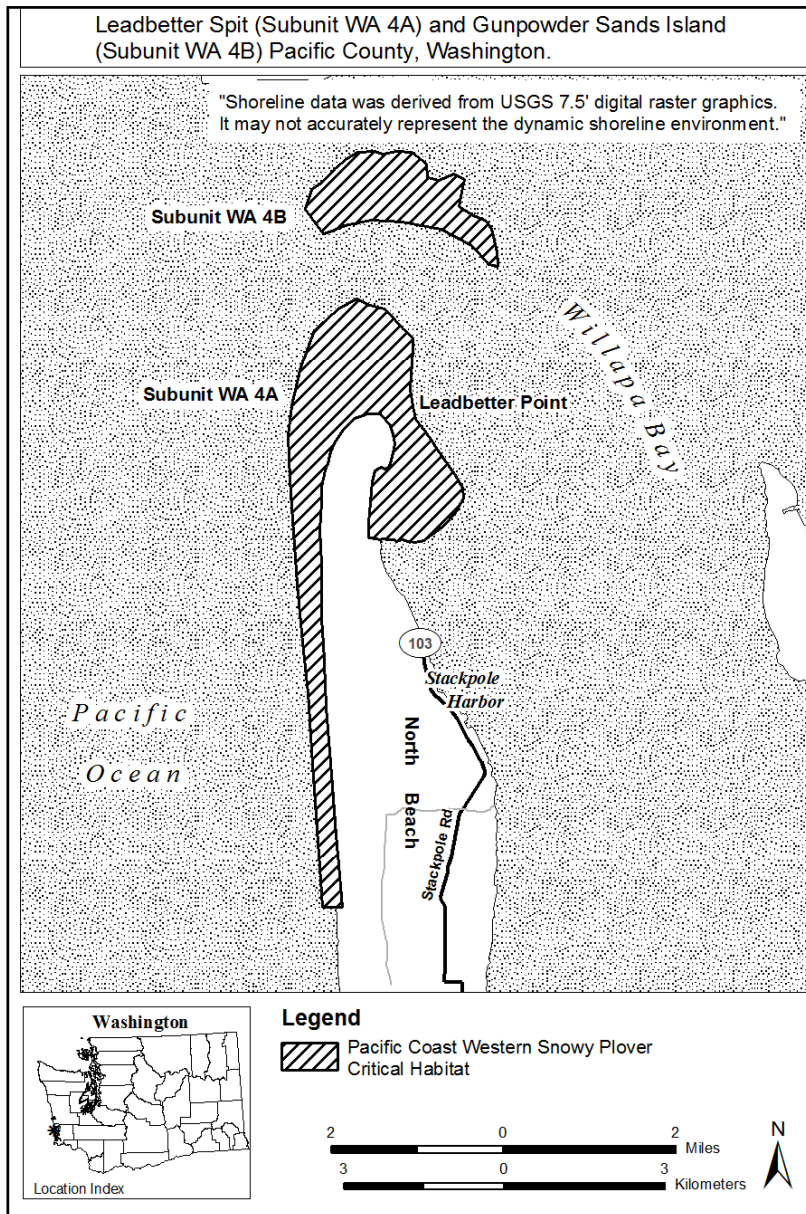 Leadbetter Spit (Subunit WA 4A) and Gunpowder Sands Island
(Subunit WA 4B) Pacific County, Washington.
"Shoreline data was derived from USGS 7.5' digital raster graphics.
It may not accurately represent the dynamic shoreline environment."
Subunit WA 4B
Willapa Bay
Subunit WA 4A
Leadbetter Point
103
Stackpole
Harbor
Pacific
Ocean
North Beach
Stackpole Rd
Washington
Location Index
Legend
Pacific Coast Western Snowy Plover
Critical Habitat
2 0 2
Miles
3 0 3
Kilometers
N